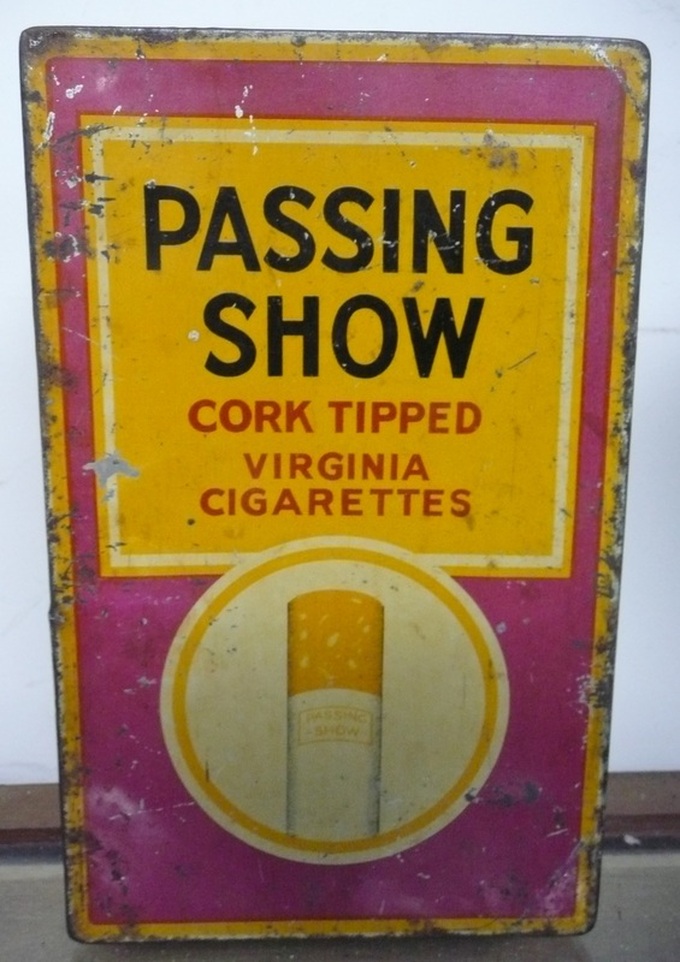 PASSING
SHOW
CORK TIPPED
VIRGINIA
CIGARETTES
PASSING
SHOW